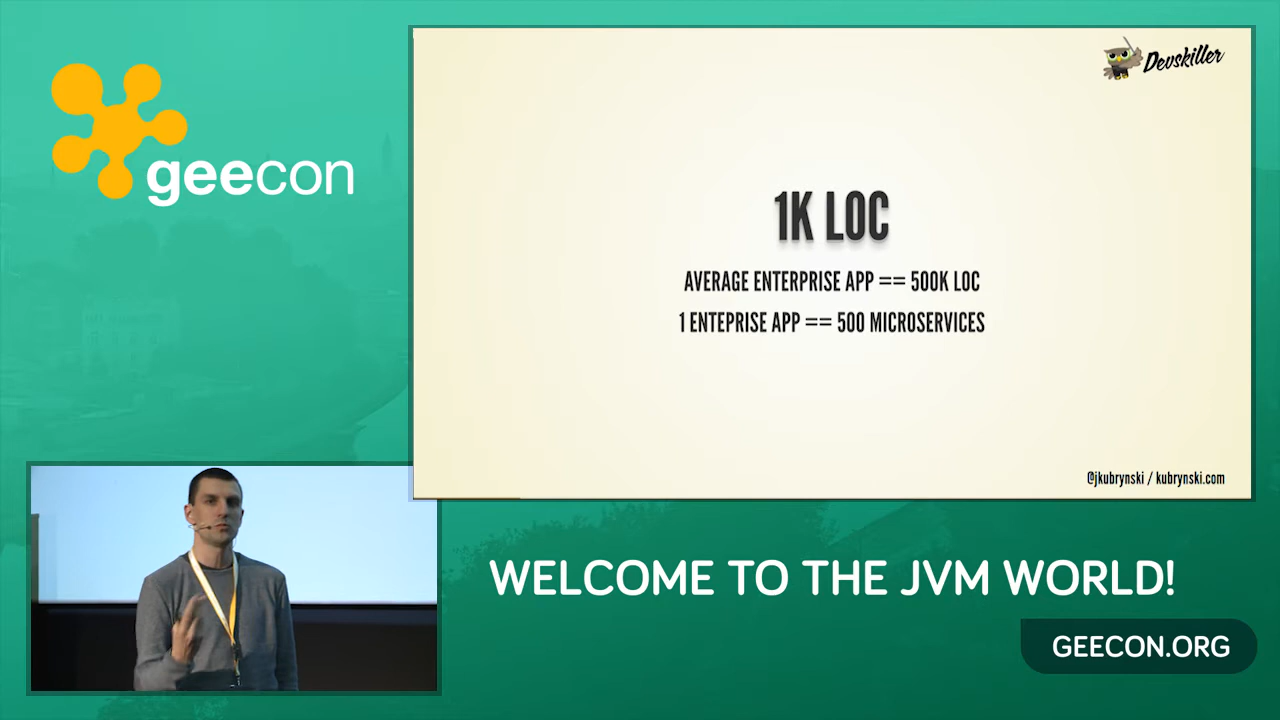 geecon
Devskiller
1K LOC
AVERAGE ENTERPRISE APP == 500K LOC
1 ENTEPRISE APP == 500 MICROSERVICES
@jkubrynski / kubrynski.com
WELCOME TO THE JVM WORLD!
GEECON.ORG